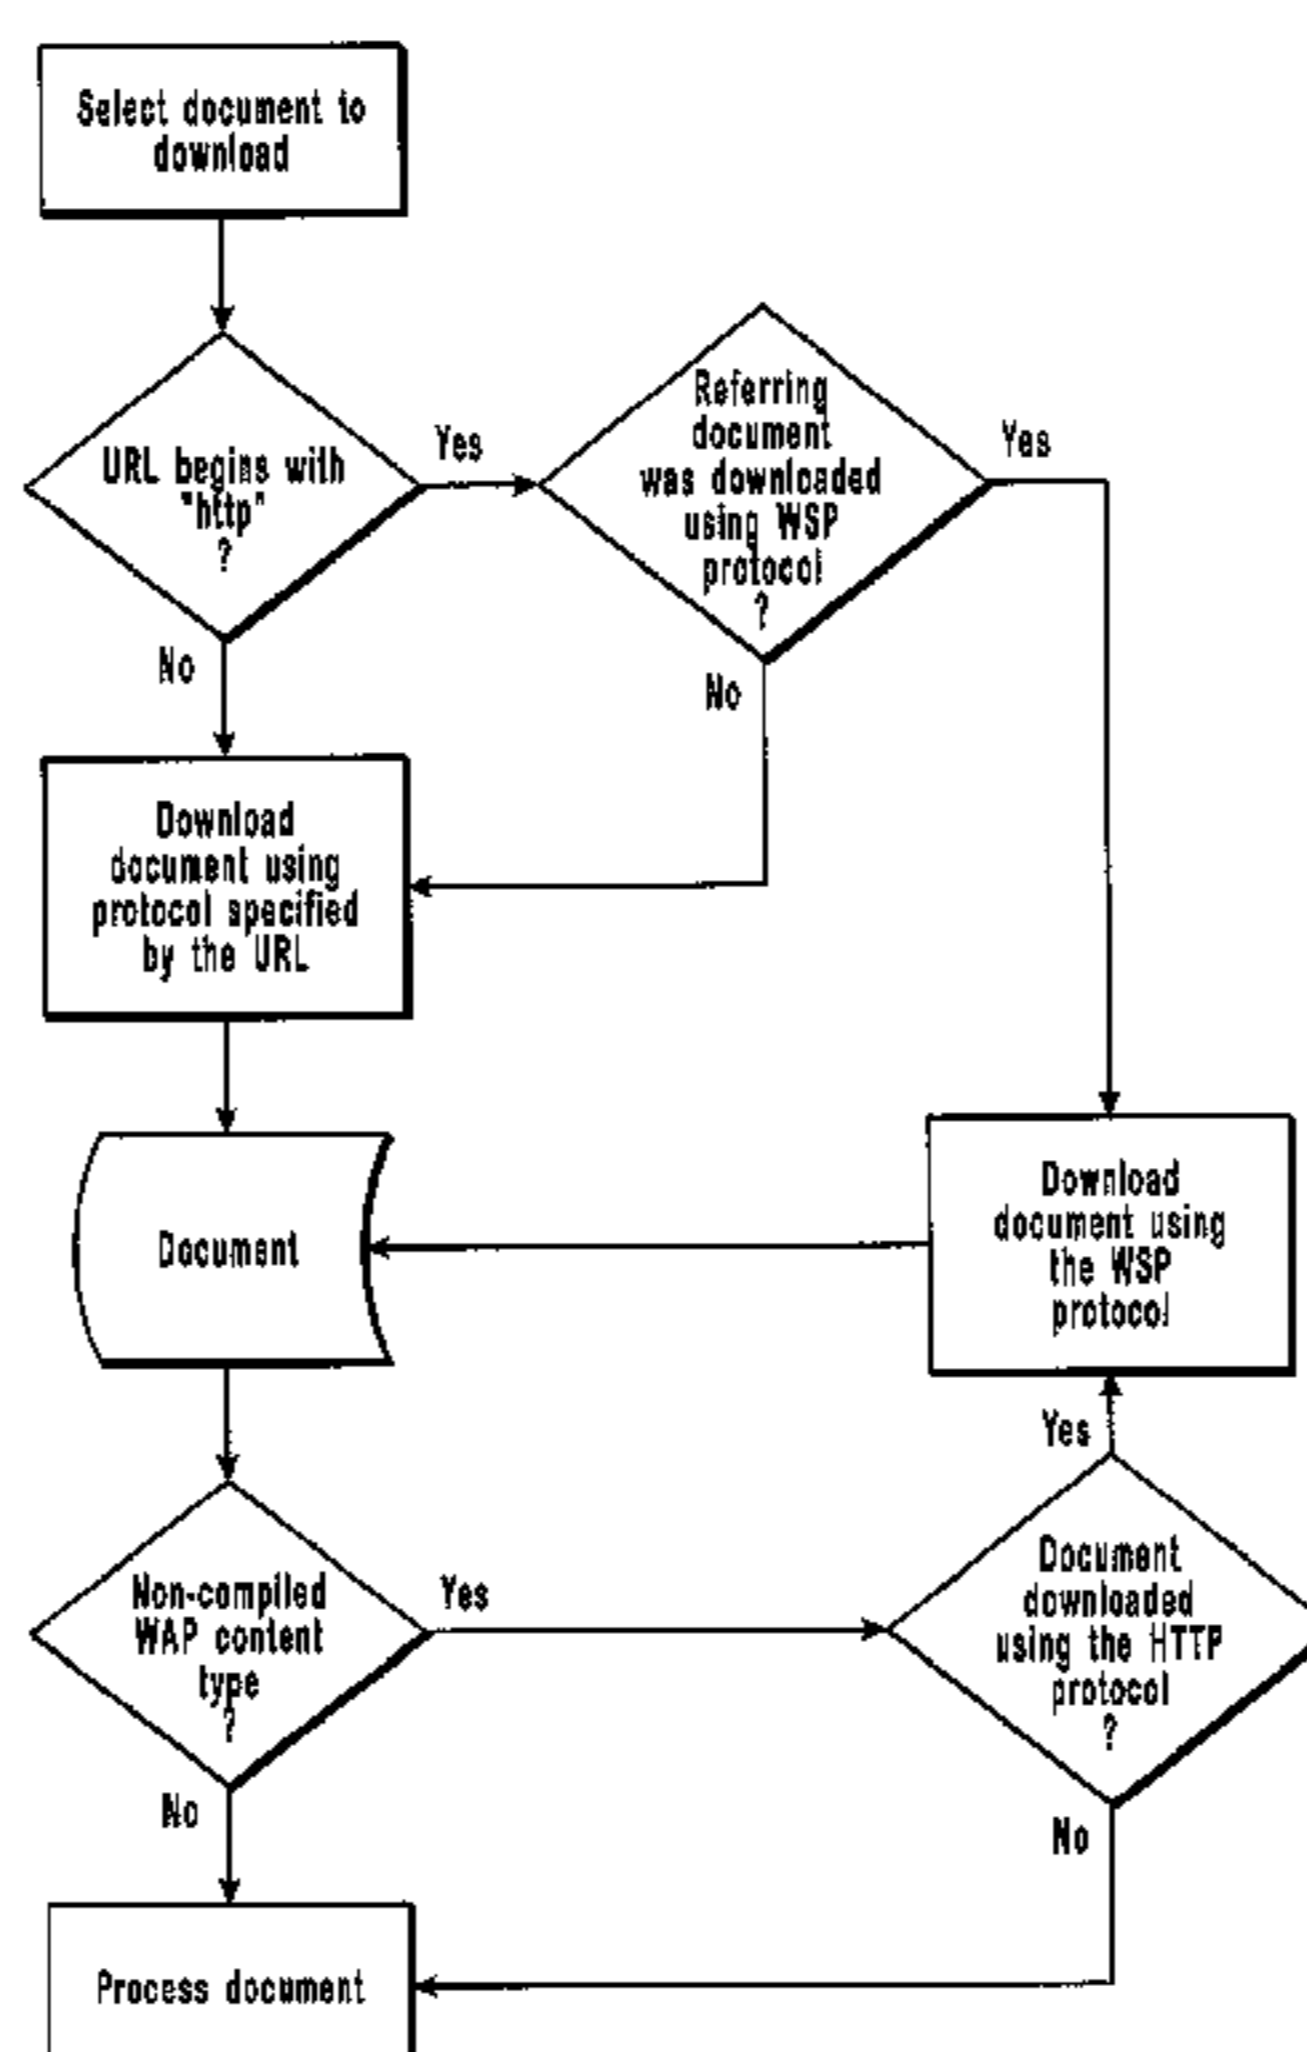 Select document to
download
URL begins with
"http"
?
Yes
No
Referring
document
was downloaded
using WSP
protocol
?
Yes
No
Download
document using
protocol specified
by the URL
Document
Download
document using
the WSP
protocol
Yes
Non-compiled
WAP content
type
?
Yes
No
Document
downloaded
using the HTTP
protocol
?
No
Process document